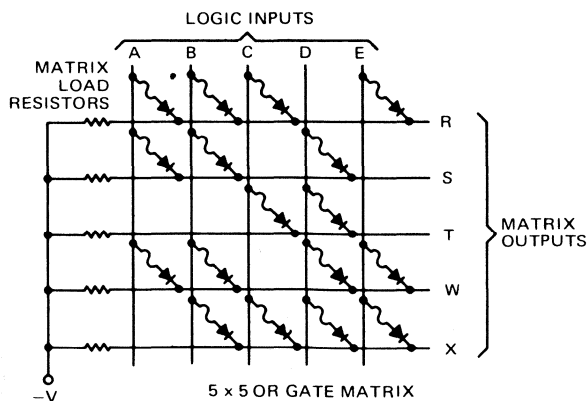 LOGIC INPUTS
A B C D E
MATRIX
LOAD
RESISTORS
R
S
T
W
X
MATRIX
OUTPUTS
–V
5 x 5 OR GATE MATRIX